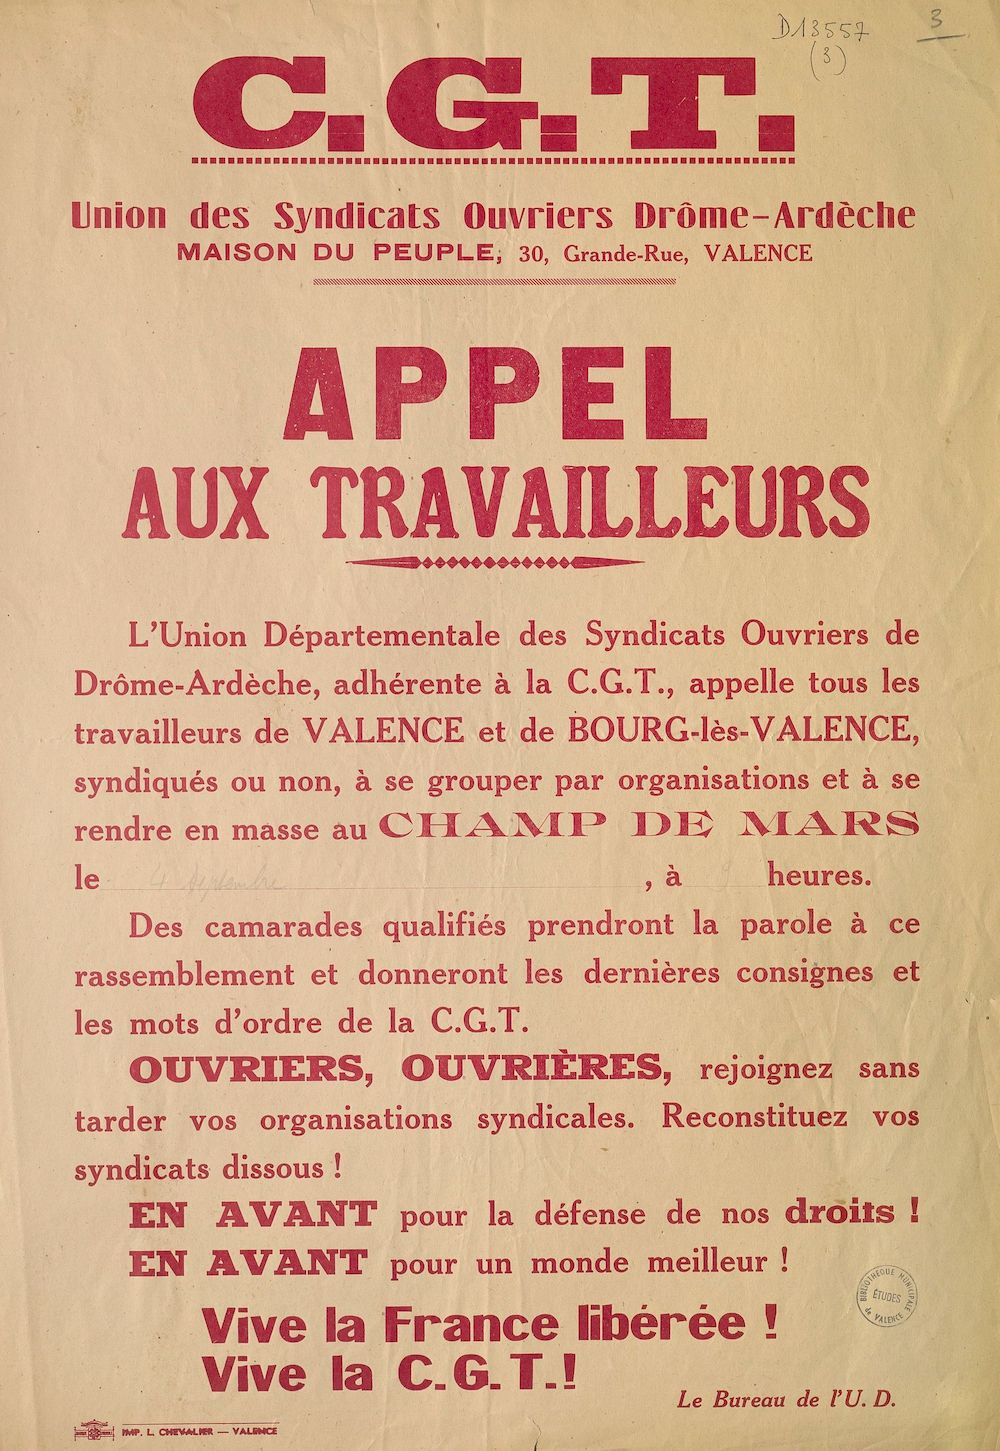 D13557
(3)
3
C.G.T.
Union des Syndicats Ouvriers Drôme-Ardèche
MAISON DU PEUPLE, 30, Grande-Rue, VALENCE
APPEL
AUX TRAVAILLEURS
L'Union Départementale des Syndicats Ouvriers de
Drôme-Ardèche, adhérente à la C.G.T., appelle tous les
travailleurs de VALENCE et de BOURG-lès-VALENCE,
syndiqués ou non, à se grouper par organisations et à se
rendre en masse au CHAMP DE MARS
le 4 septembre, à 9 heures.
Des camarades qualifiés prendront la parole à ce
rassemblement et donneront les dernières consignes et
les mots d'ordre de la C.G.T.
OUVRIERS, OUVRIÈRES, rejoignez sans
tarder vos organisations syndicales. Reconstituez vos
syndicats dissous !
EN AVANT pour la défense de nos droits !
EN AVANT pour un monde meilleur !
Vive la France libérée !
Vive la C.G.T.!
BIBLIOTHÈQUE MUNICIPALE
ÉTUDES
de VALENCE
Le Bureau de l'U. D.
IMP. L. CHEVALIER — VALENCE